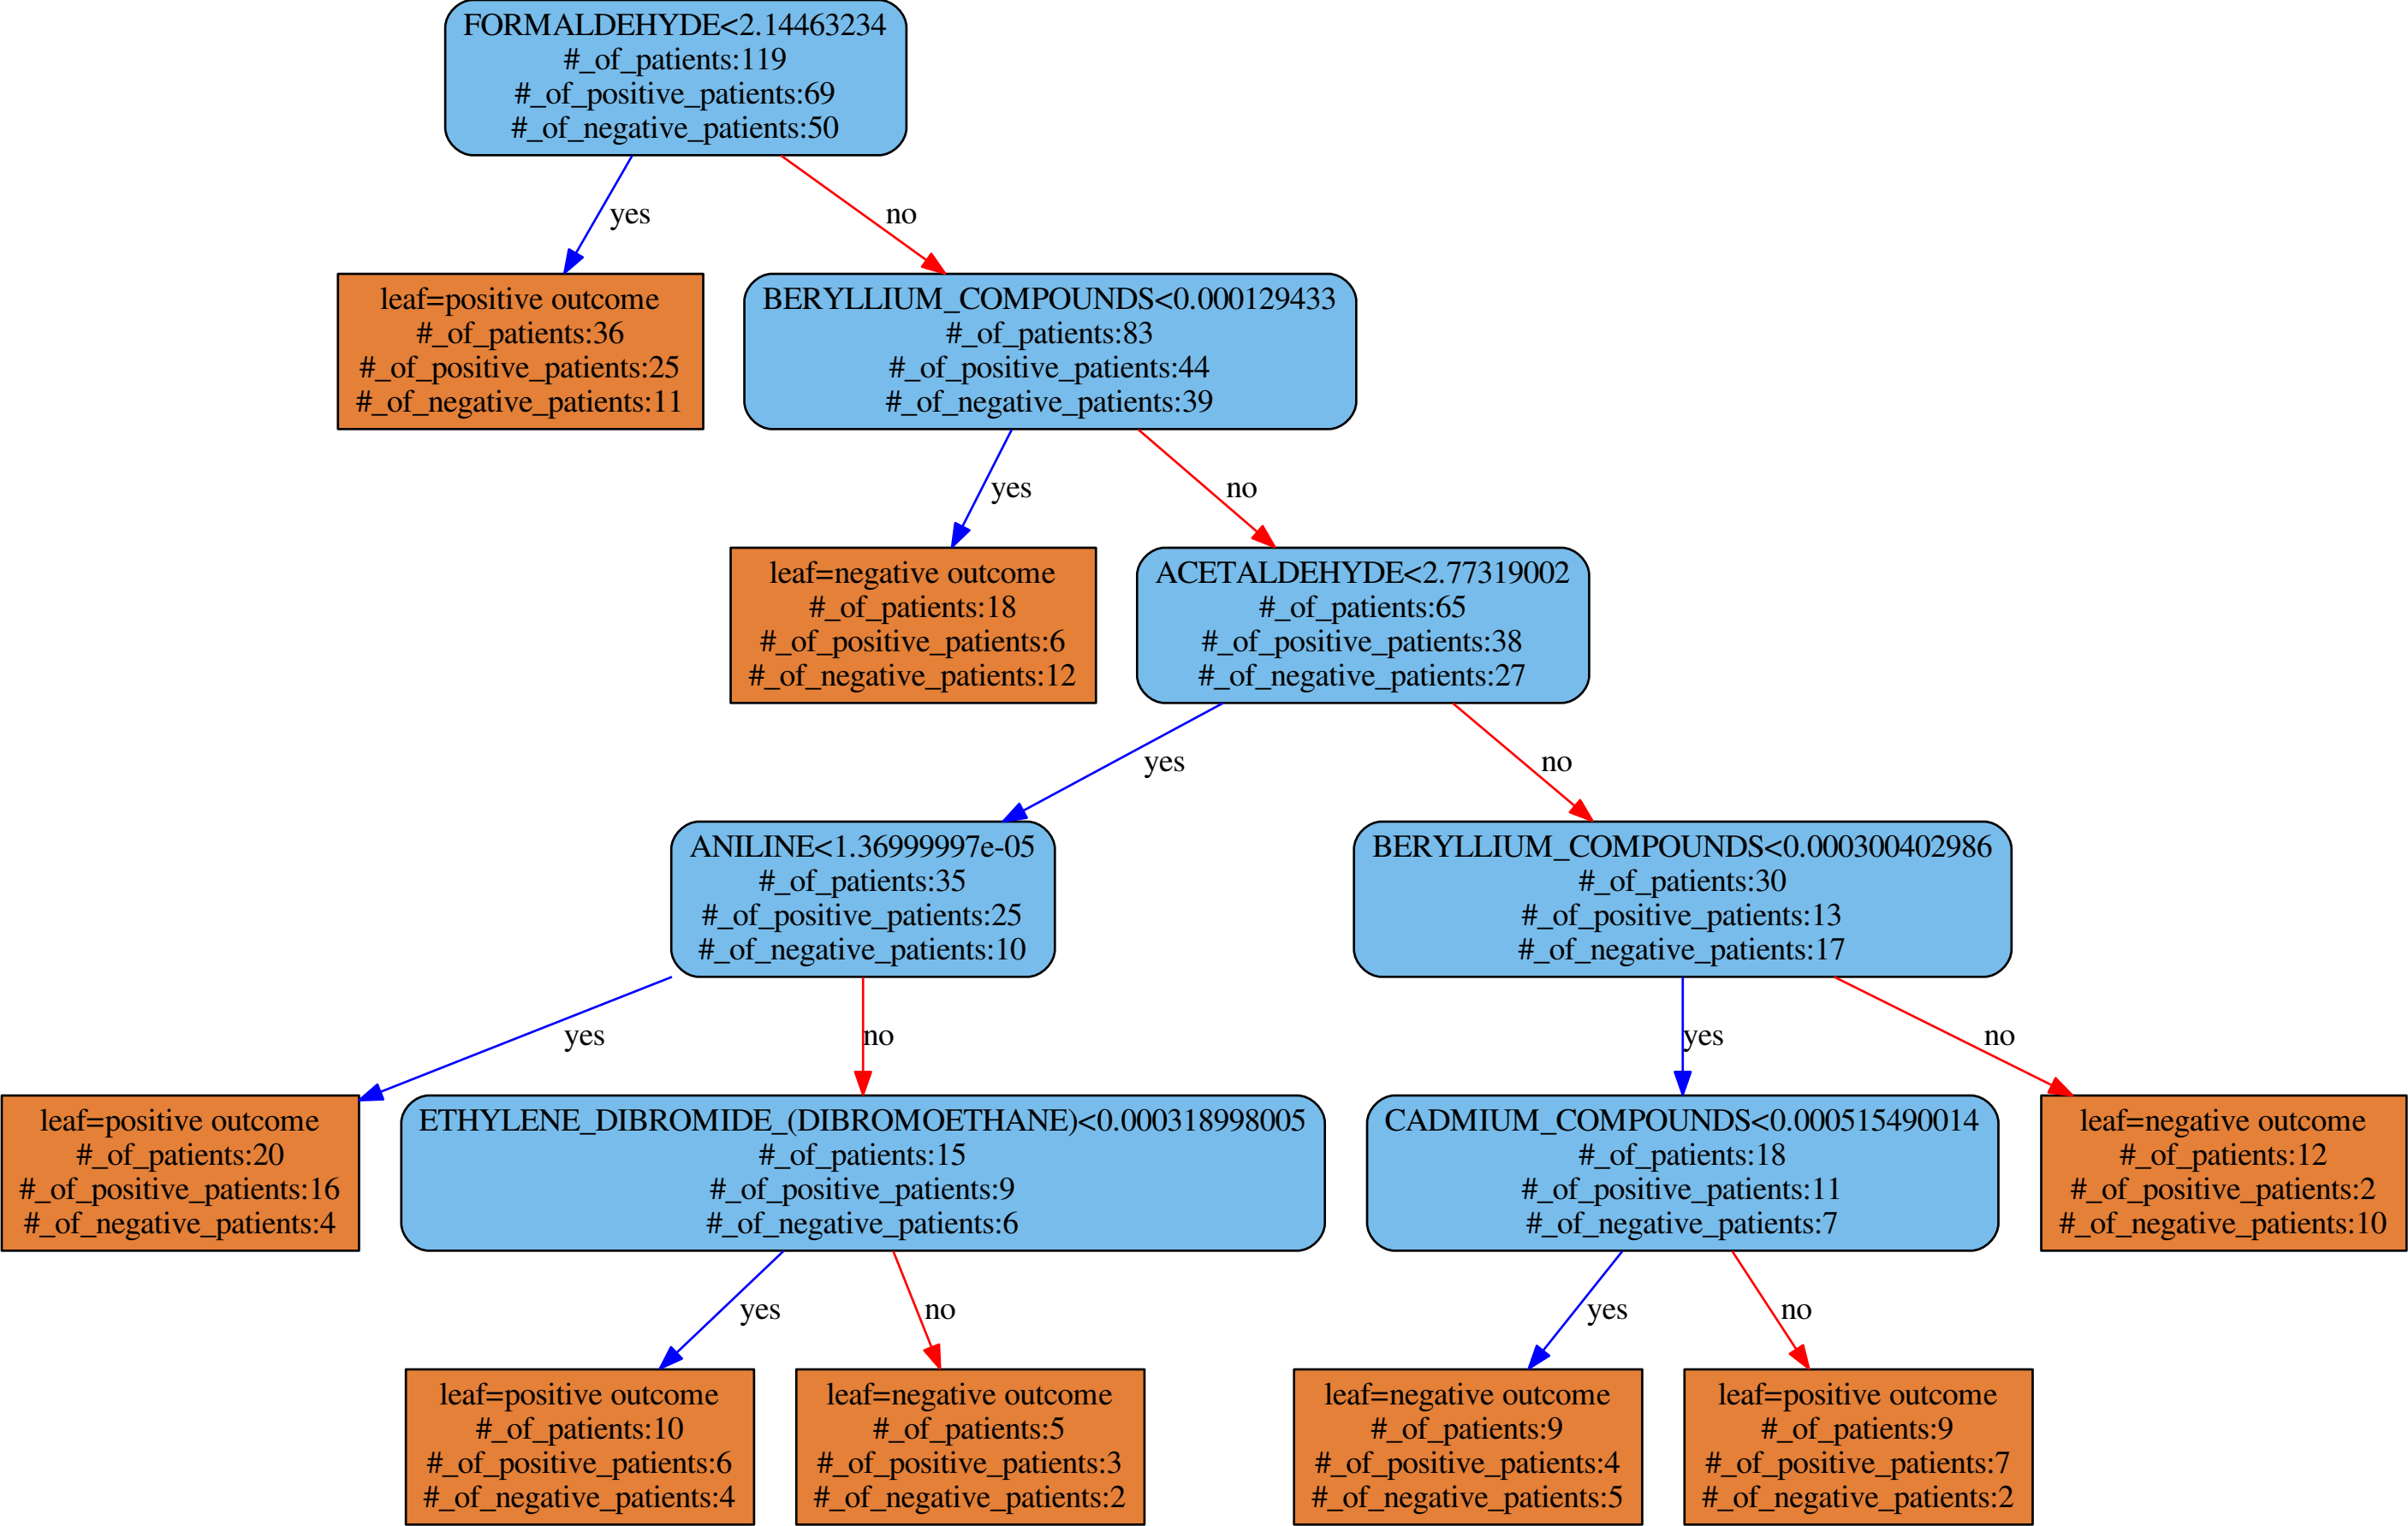 FORMALDEHYDE<2.14463234
#_of_patients:119
#_of_positive_patients:69
#_of_negative_patients:50
yes
no
leaf=positive outcome
#_of_patients:36
#_of_positive_patients:25
#_of_negative_patients:11
BERYLLIUM_COMPOUNDS<0.000129433
#_of_patients:83
#_of_positive_patients:44
#_of_negative_patients:39
yes
no
leaf=negative outcome
#_of_patients:18
#_of_positive_patients:6
#_of_negative_patients:12
ACETALDEHYDE<2.77319002
#_of_patients:65
#_of_positive_patients:38
#_of_negative_patients:27
yes
no
ANILINE<1.36999997e-05
#_of_patients:35
#_of_positive_patients:25
#_of_negative_patients:10
BERYLLIUM_COMPOUNDS<0.000300402986
#_of_patients:30
#_of_positive_patients:13
#_of_negative_patients:17
yes
no
yes
no
leaf=positive outcome
#_of_patients:20
#_of_positive_patients:16
#_of_negative_patients:4
ETHYLENE_DIBROMIDE_(DIBROMOETHANE)<0.000318998005
#_of_patients:15
#_of_positive_patients:9
#_of_negative_patients:6
CADMIUM_COMPOUNDS<0.000515490014
#_of_patients:18
#_of_positive_patients:11
#_of_negative_patients:7
leaf=negative outcome
#_of_patients:12
#_of_positive_patients:2
#_of_negative_patients:10
yes
no
yes
no
leaf=positive outcome
#_of_patients:10
#_of_positive_patients:6
#_of_negative_patients:4
leaf=negative outcome
#_of_patients:5
#_of_positive_patients:3
#_of_negative_patients:2
leaf=negative outcome
#_of_patients:9
#_of_positive_patients:4
#_of_negative_patients:5
leaf=positive outcome
#_of_patients:9
#_of_positive_patients:7
#_of_negative_patients:2